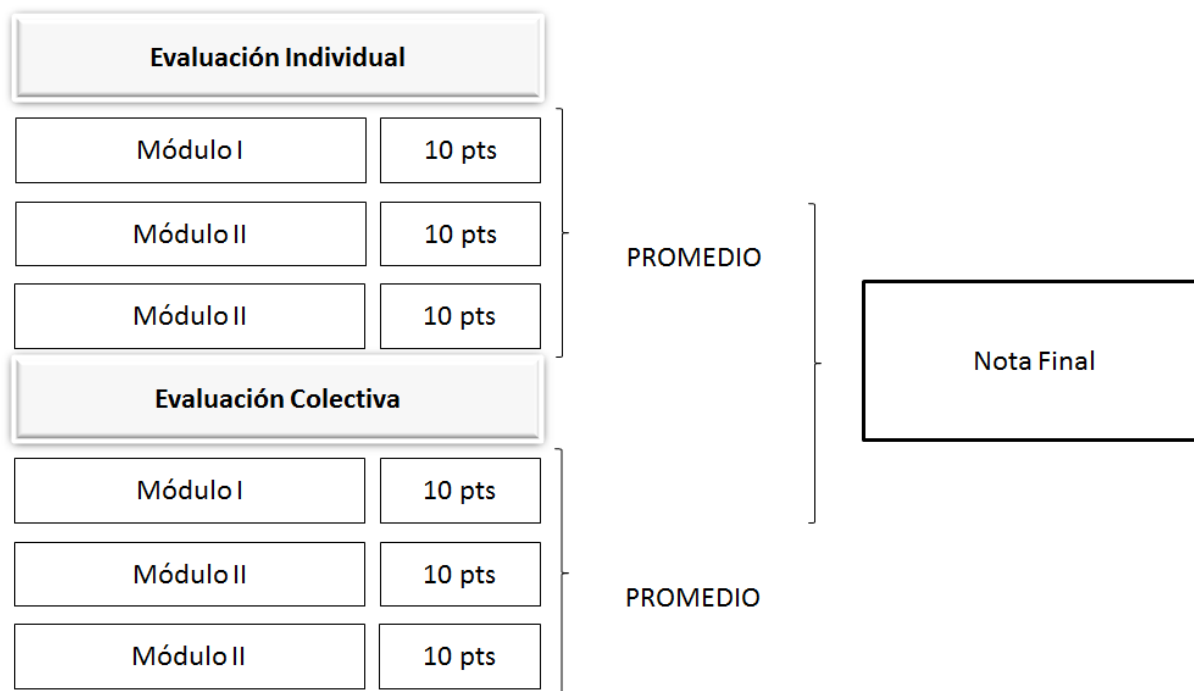 Evaluación Individual
Módulo I 10 pts
Módulo II 10 pts
PROMEDIO
Módulo II 10 pts
Evaluación Colectiva
Nota Final
Módulo I 10 pts
Módulo II 10 pts
PROMEDIO
Módulo II 10 pts